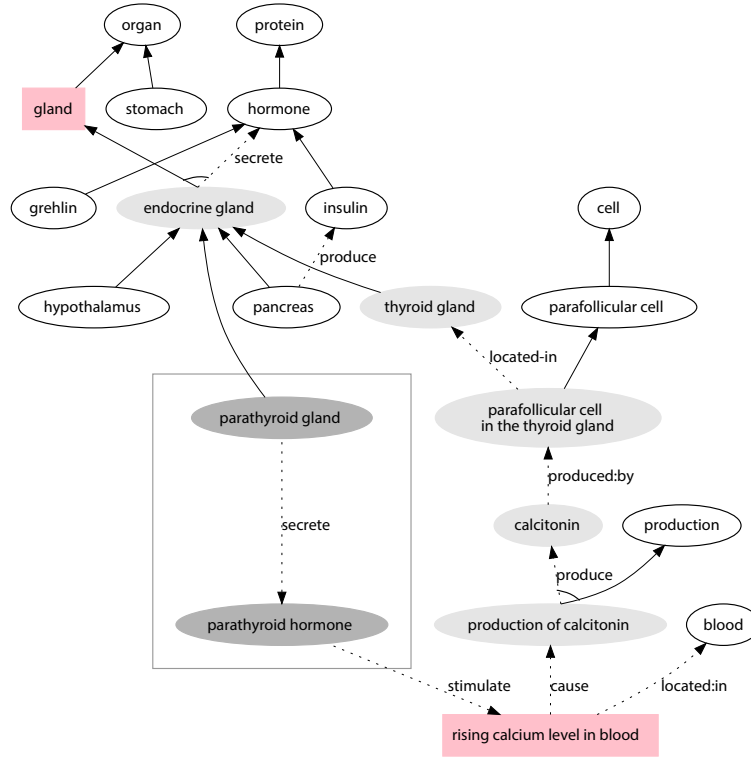 organ
protein
gland
stomach
hormone
secrete
grehlin
endocrine gland
insulin
cell
produce
hypothalamus
pancreas
thyroid gland
parafollicular cell
located-in
parathyroid gland
parafollicular cell
in the thyroid gland
produced:by
secrete
calcitonin
production
produce
parathyroid hormone
production of calcitonin
blood
stimulate
cause
located:in
rising calcium level in blood